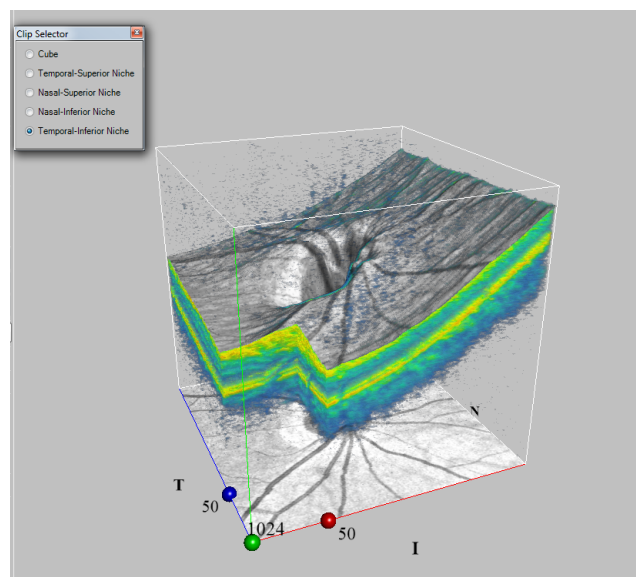 Clip Selector
Cube
Temporal-Superior Niche
Nasal-Superior Niche
Nasal-Inferior Niche
Temporal-Inferior Niche
N
T
50
1024
50
I